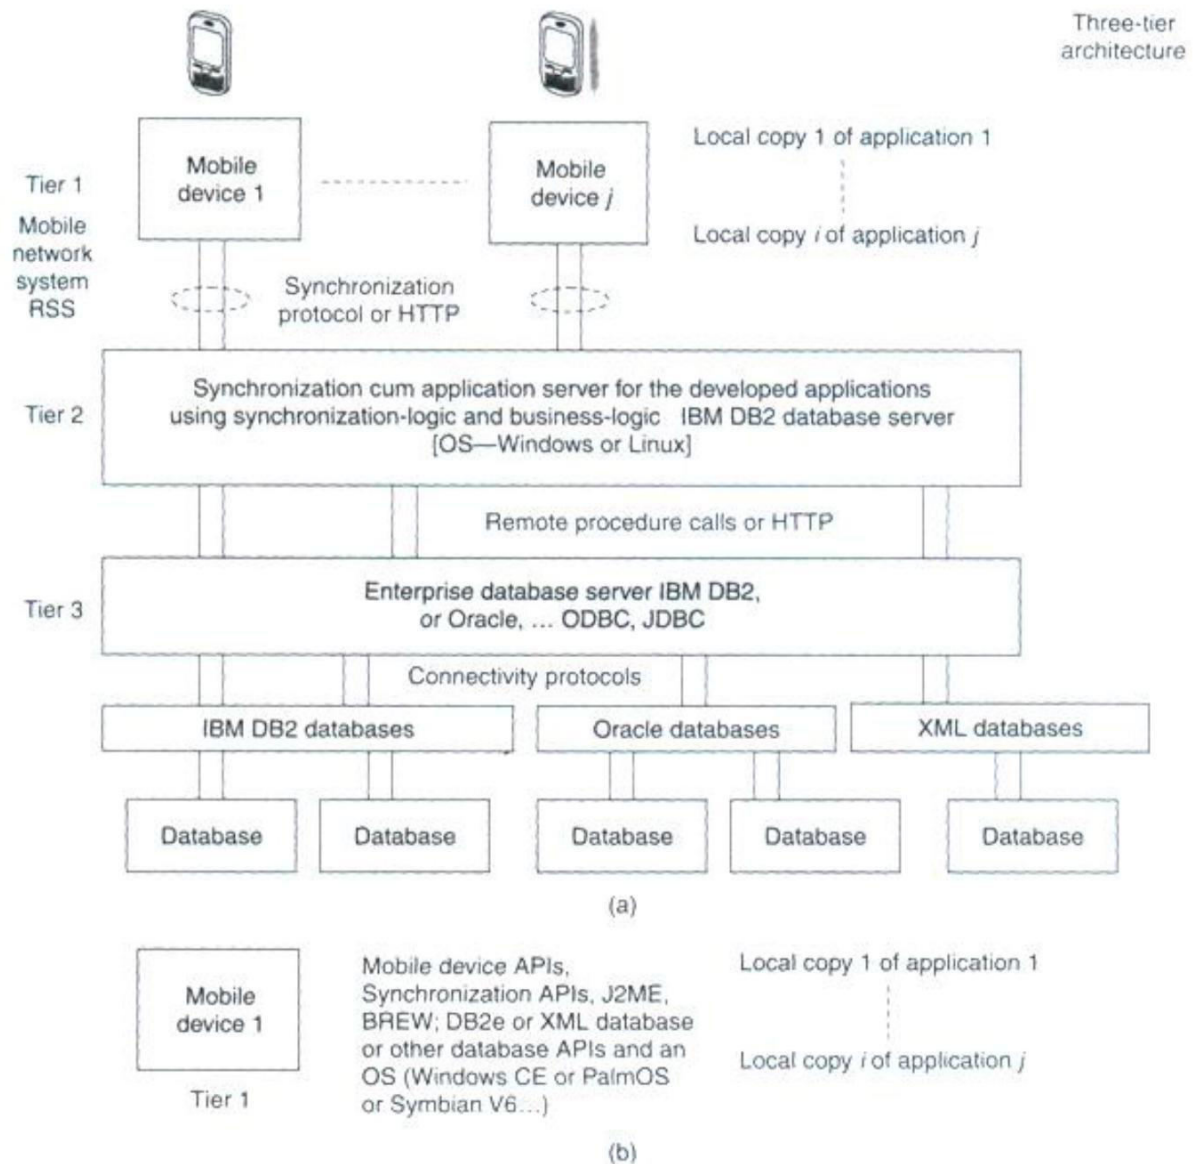 Three-tier
architecture
Mobile
device 1
Mobile
device j
Local copy 1 of application 1
Local copy i of application j
Tier 1
Mobile
network
system
RSS
Synchronization
protocol or HTTP
Tier 2
Synchronization cum application server for the developed applications
using synchronization-logic and business-logic IBM DB2 database server
[OS—Windows or Linux]
Remote procedure calls or HTTP
Tier 3
Enterprise database server IBM DB2,
or Oracle, ... ODBC, JDBC
Connectivity protocols
IBM DB2 databases
Oracle databases
XML databases
Database
Database
Database
Database
Database
(a)
Mobile
device 1
Tier 1
Mobile device APIs,
Synchronization APIs, J2ME,
BREW; DB2e or XML database
or other database APIs and an
OS (Windows CE or PalmOS
or Symbian V6...)
Local copy 1 of application 1
Local copy i of application j
(b)